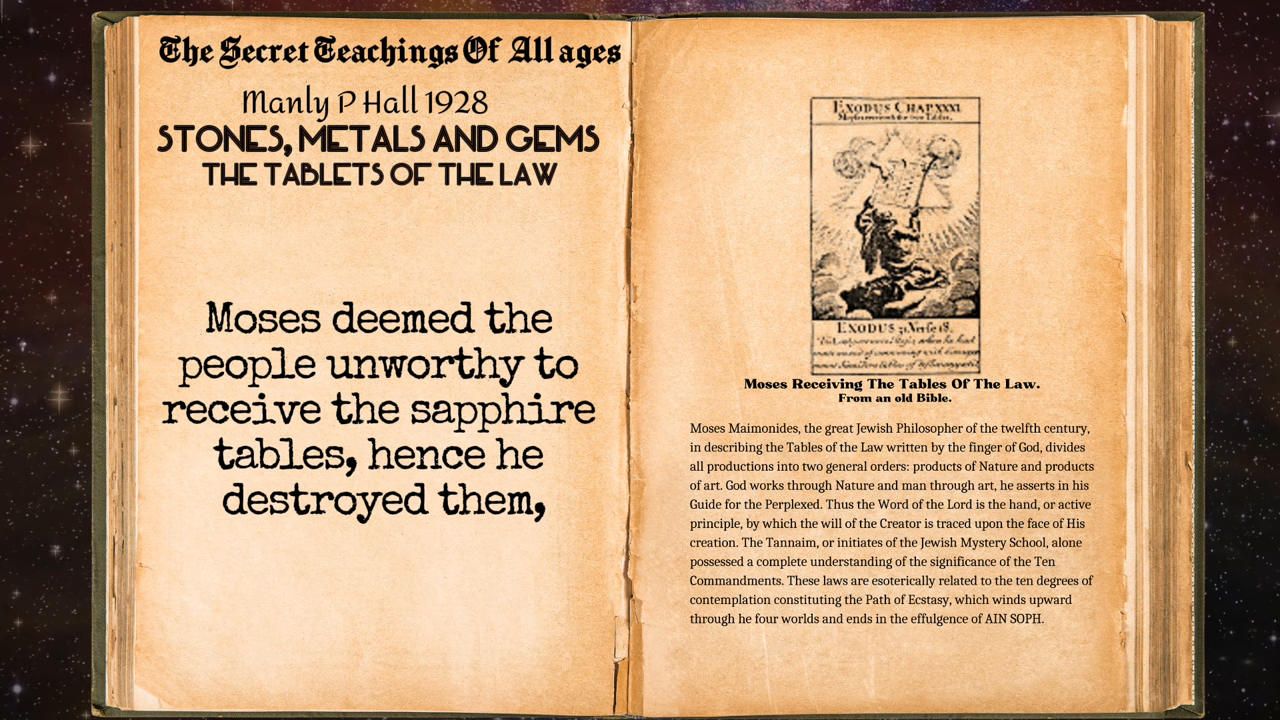 The Secret Teachings Of All ages
Manly P Hall 1928
STONES, METALS AND GEMS
THE TABLETS OF THE LAW
Moses deemed the
people unworthy to
receive the sapphire
tables, hence he
destroyed them,
EXODUS CHAP. XXXI.
EXODUS 31 Verse 18.
Moses Receiving The Tables Of The Law.
From an old Bible.
Moses Maimonides, the great Jewish Philosopher of the twelfth century,
in describing the Tables of the Law written by the finger of God, divides
all productions into two general orders: products of Nature and products
of art. God works through Nature and man through art, he asserts in his
Guide for the Perplexed. Thus the Word of the Lord is the hand, or active
principle, by which the will of the Creator is traced upon the face of His
creation. The Tannaim, or initiates of the Jewish Mystery School, alone
possessed a complete understanding of the significance of the Ten
Commandments. These laws are esoterically related to the ten degrees of
contemplation constituting the Path of Ecstasy, which winds upward
through he four worlds and ends in the effulgence of AIN SOPH.